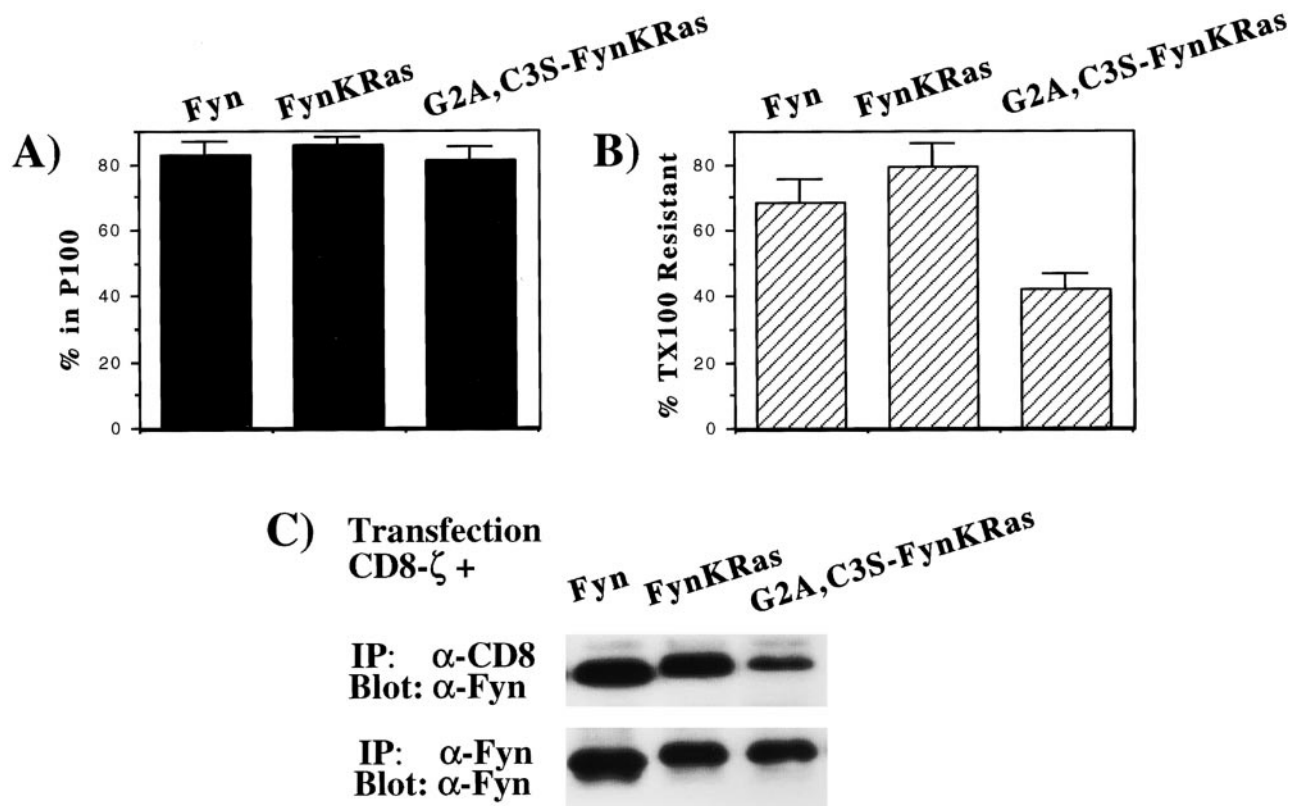 A)
Fyn
FynKRas
G2A,C3S-FynKRas
% in P100
80
60
40
20
0
B)
Fyn
FynKRas
G2A,C3S-FynKRas
% TX100 Resistant
80
60
40
20
0
C) Transfection
CD8-ζ +
Fyn
FynKRas
G2A,C3S-FynKRas
IP: α-CD8
Blot: α-Fyn
IP: α-Fyn
Blot: α-Fyn